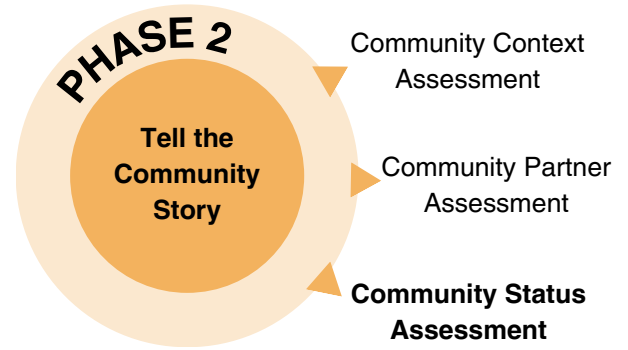 PHASE 2
Tell the
Community
Story
Community Context
Assessment
Community Partner
Assessment
Community Status
Assessment